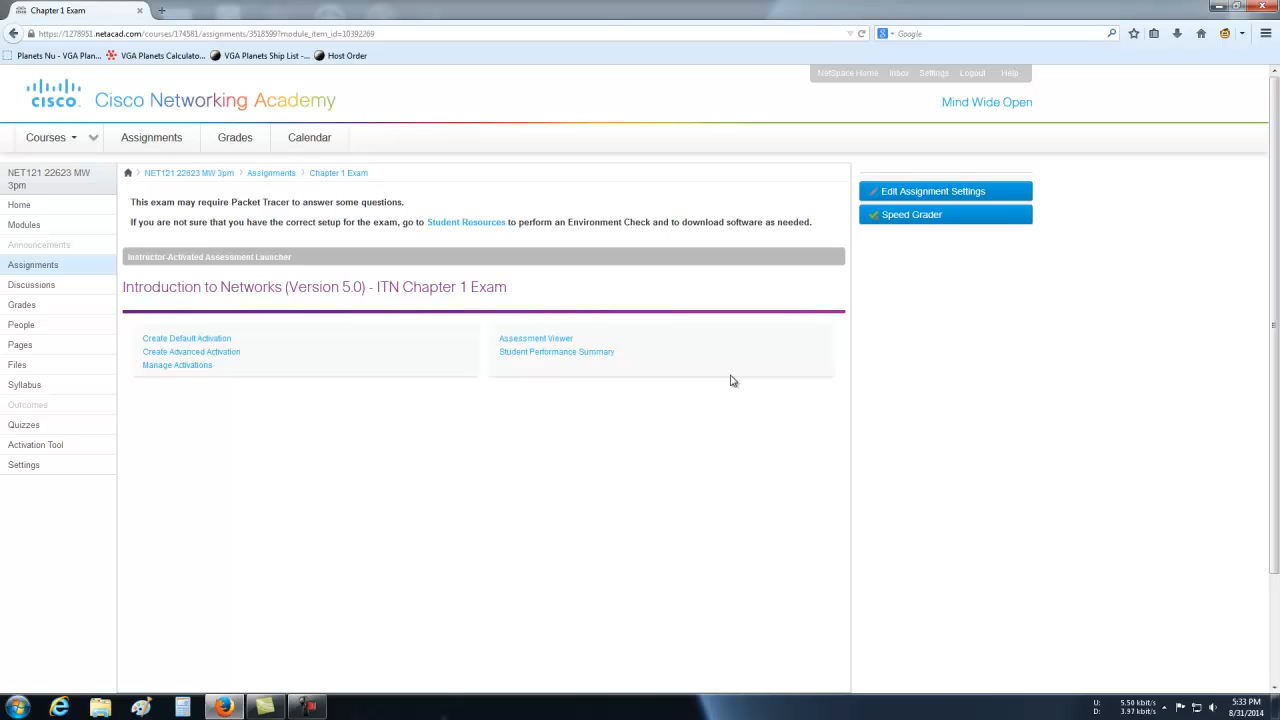 Chapter 1 Exam
https://1278951.netacad.com/courses/174581/assignments/3518599?module_item_id=10392269
Google
Planets Nu - VGA Plan...
VGA Planets Calculato...
VGA Planets Ship List -...
Host Order
NetSpace Home Inbox Settings Logout Help
CISCO
Cisco Networking Academy
Mind Wide Open
Courses Assignments Grades Calendar
NET121 22623 MW 3pm
Home
Modules
Announcements
Assignments
Discussions
Grades
People
Pages
Files
Syllabus
Outcomes
Quizzes
Activation Tool
Settings
NET121 22623 MW 3pm Assignments Chapter 1 Exam
This exam may require Packet Tracer to answer some questions.
If you are not sure that you have the correct setup for the exam, go to Student Resources to perform an Environment Check and to download software as needed.
Instructor-Activated Assessment Launcher
Introduction to Networks (Version 5.0) - ITN Chapter 1 Exam
Create Default Activation
Create Advanced Activation
Manage Activations
Assessment Viewer
Student Performance Summary
Edit Assignment Settings
Speed Grader
U: 5.50 kbit/s
D: 3.97 kbit/s
5:33 PM
8/31/2014